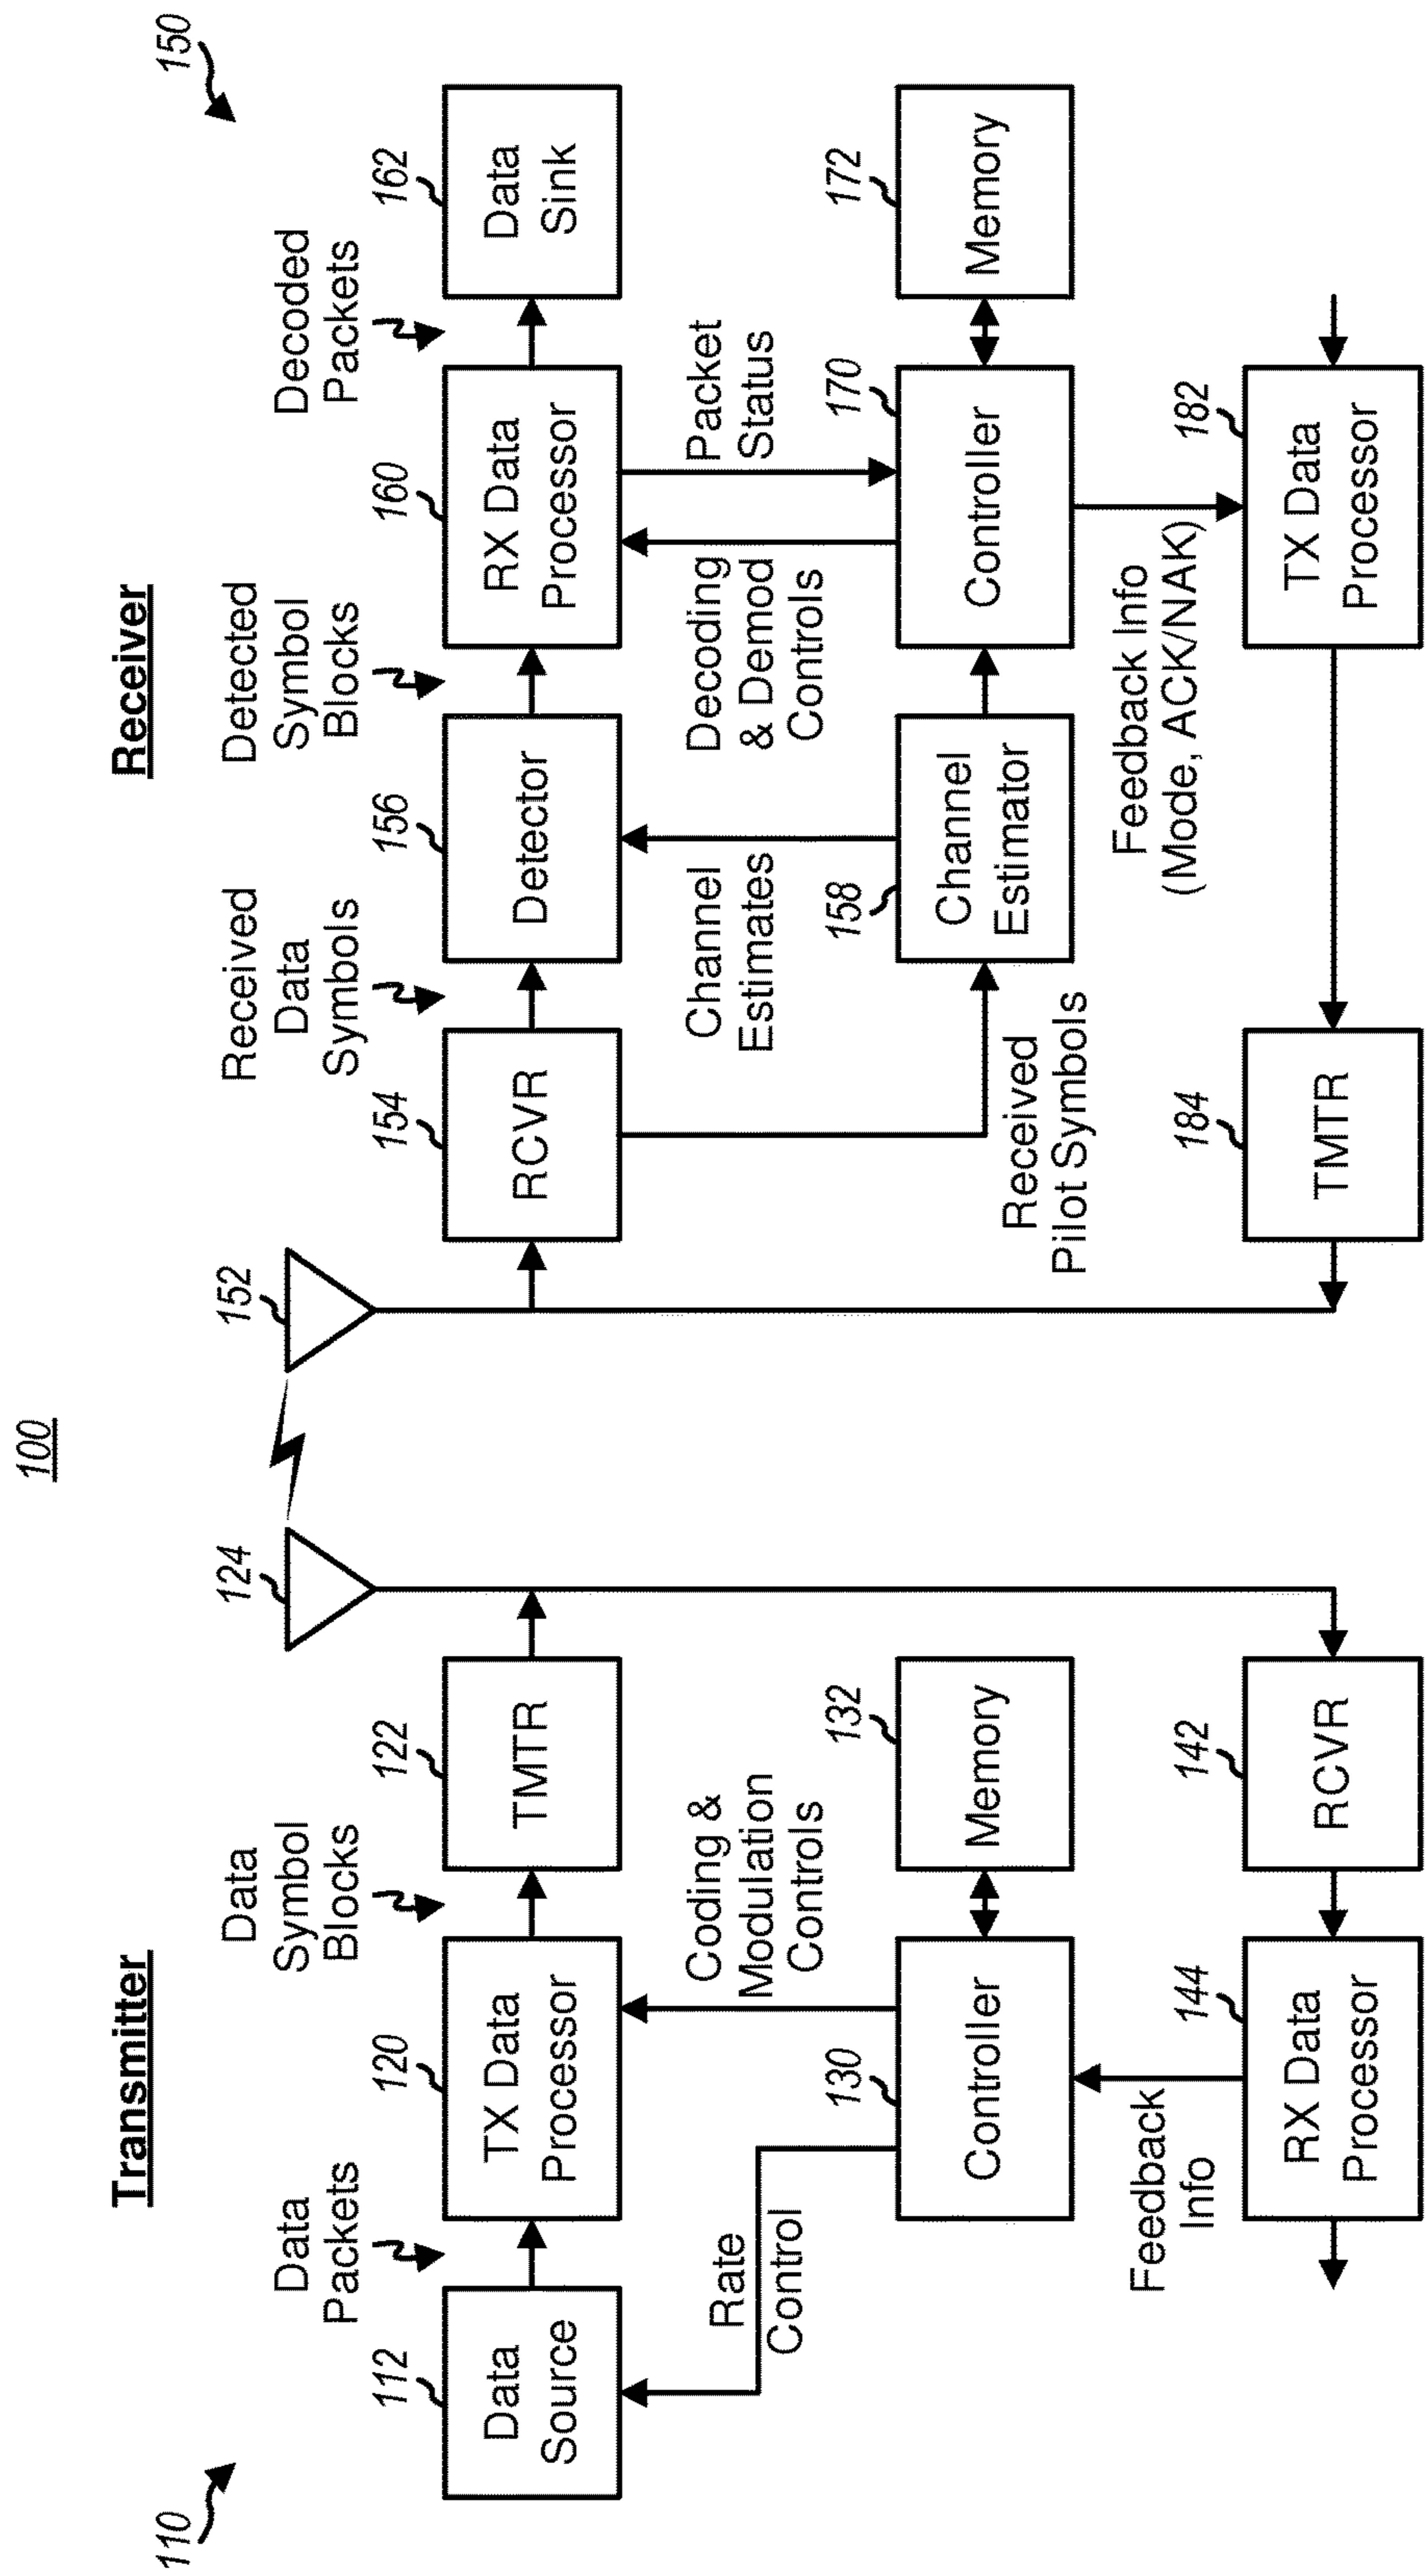 100
Transmitter
Receiver
110
150
124
152
Data
Packets
Data
Symbol
Blocks
Received
Data
Symbols
Detected
Symbol
Blocks
Decoded
Packets
112
120
122
154
156
160
162
Data
Source
TX Data
Processor
TMTR
RCVR
Detector
RX Data
Processor
Data
Sink
Rate
Control
Coding &
Modulation
Controls
Channel
Estimates
Decoding
& Demod
Controls
Packet
Status
130
132
158
170
172
Controller
Memory
Channel
Estimator
Controller
Memory
Feedback
Info
Received
Pilot Symbols
Feedback Info
(Mode, ACK/NAK)
144
142
184
182
RX Data
Processor
RCVR
TMTR
TX Data
Processor